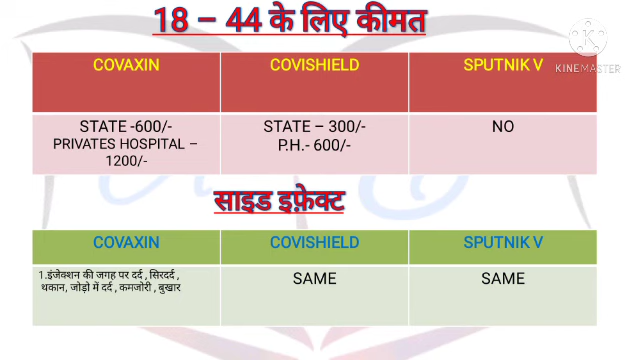 18 – 44 के लिए कीमत
KINEMASTER
COVAXIN COVISHIELD SPUTNIK V
STATE -600/- STATE – 300/- NO
PRIVATES HOSPITAL – P.H.- 600/-
1200/-
साइड इफ़ेक्ट
COVAXIN COVISHIELD SPUTNIK V
1.इंजेक्शन की जगह पर दर्द , सिरदर्द , SAME SAME
थकान, जोड़ो में दर्द , कमजोरी , बुखार